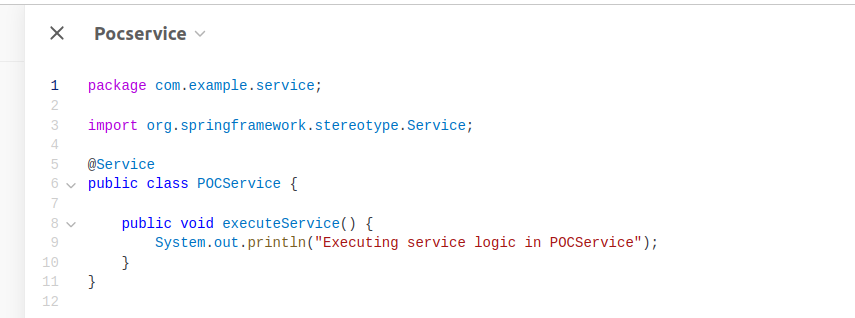 Pocservice
1 package com.example.service;
2
3 import org.springframework.stereotype.Service;
4
5 @Service
6 public class POCService {
7
8     public void executeService() {
9         System.out.println("Executing service logic in POCService");
10     }
11 }
12